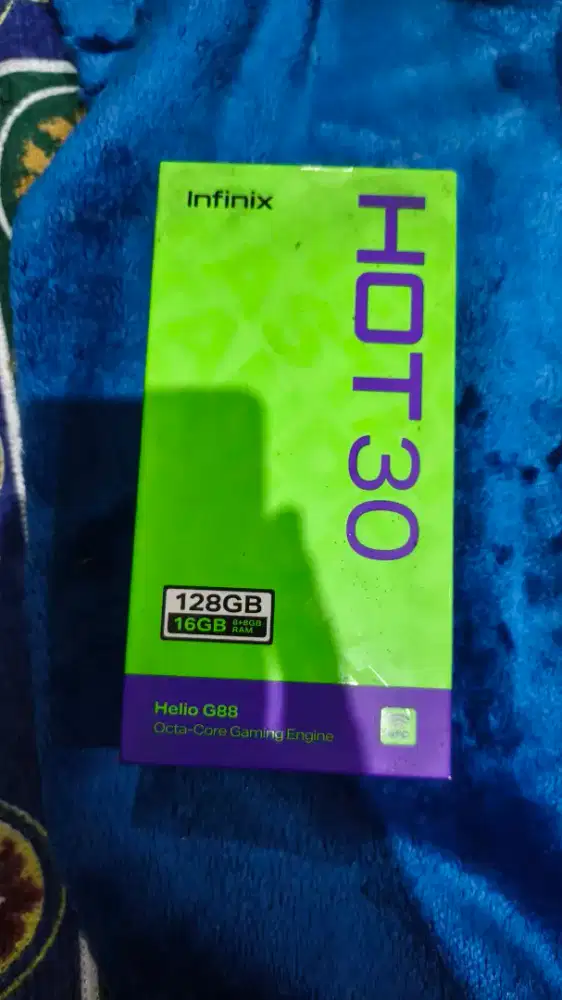 Infinix
HOT 30
128GB
16GB 8+8GB
RAM
Helio G88
Octa-Core Gaming Engine